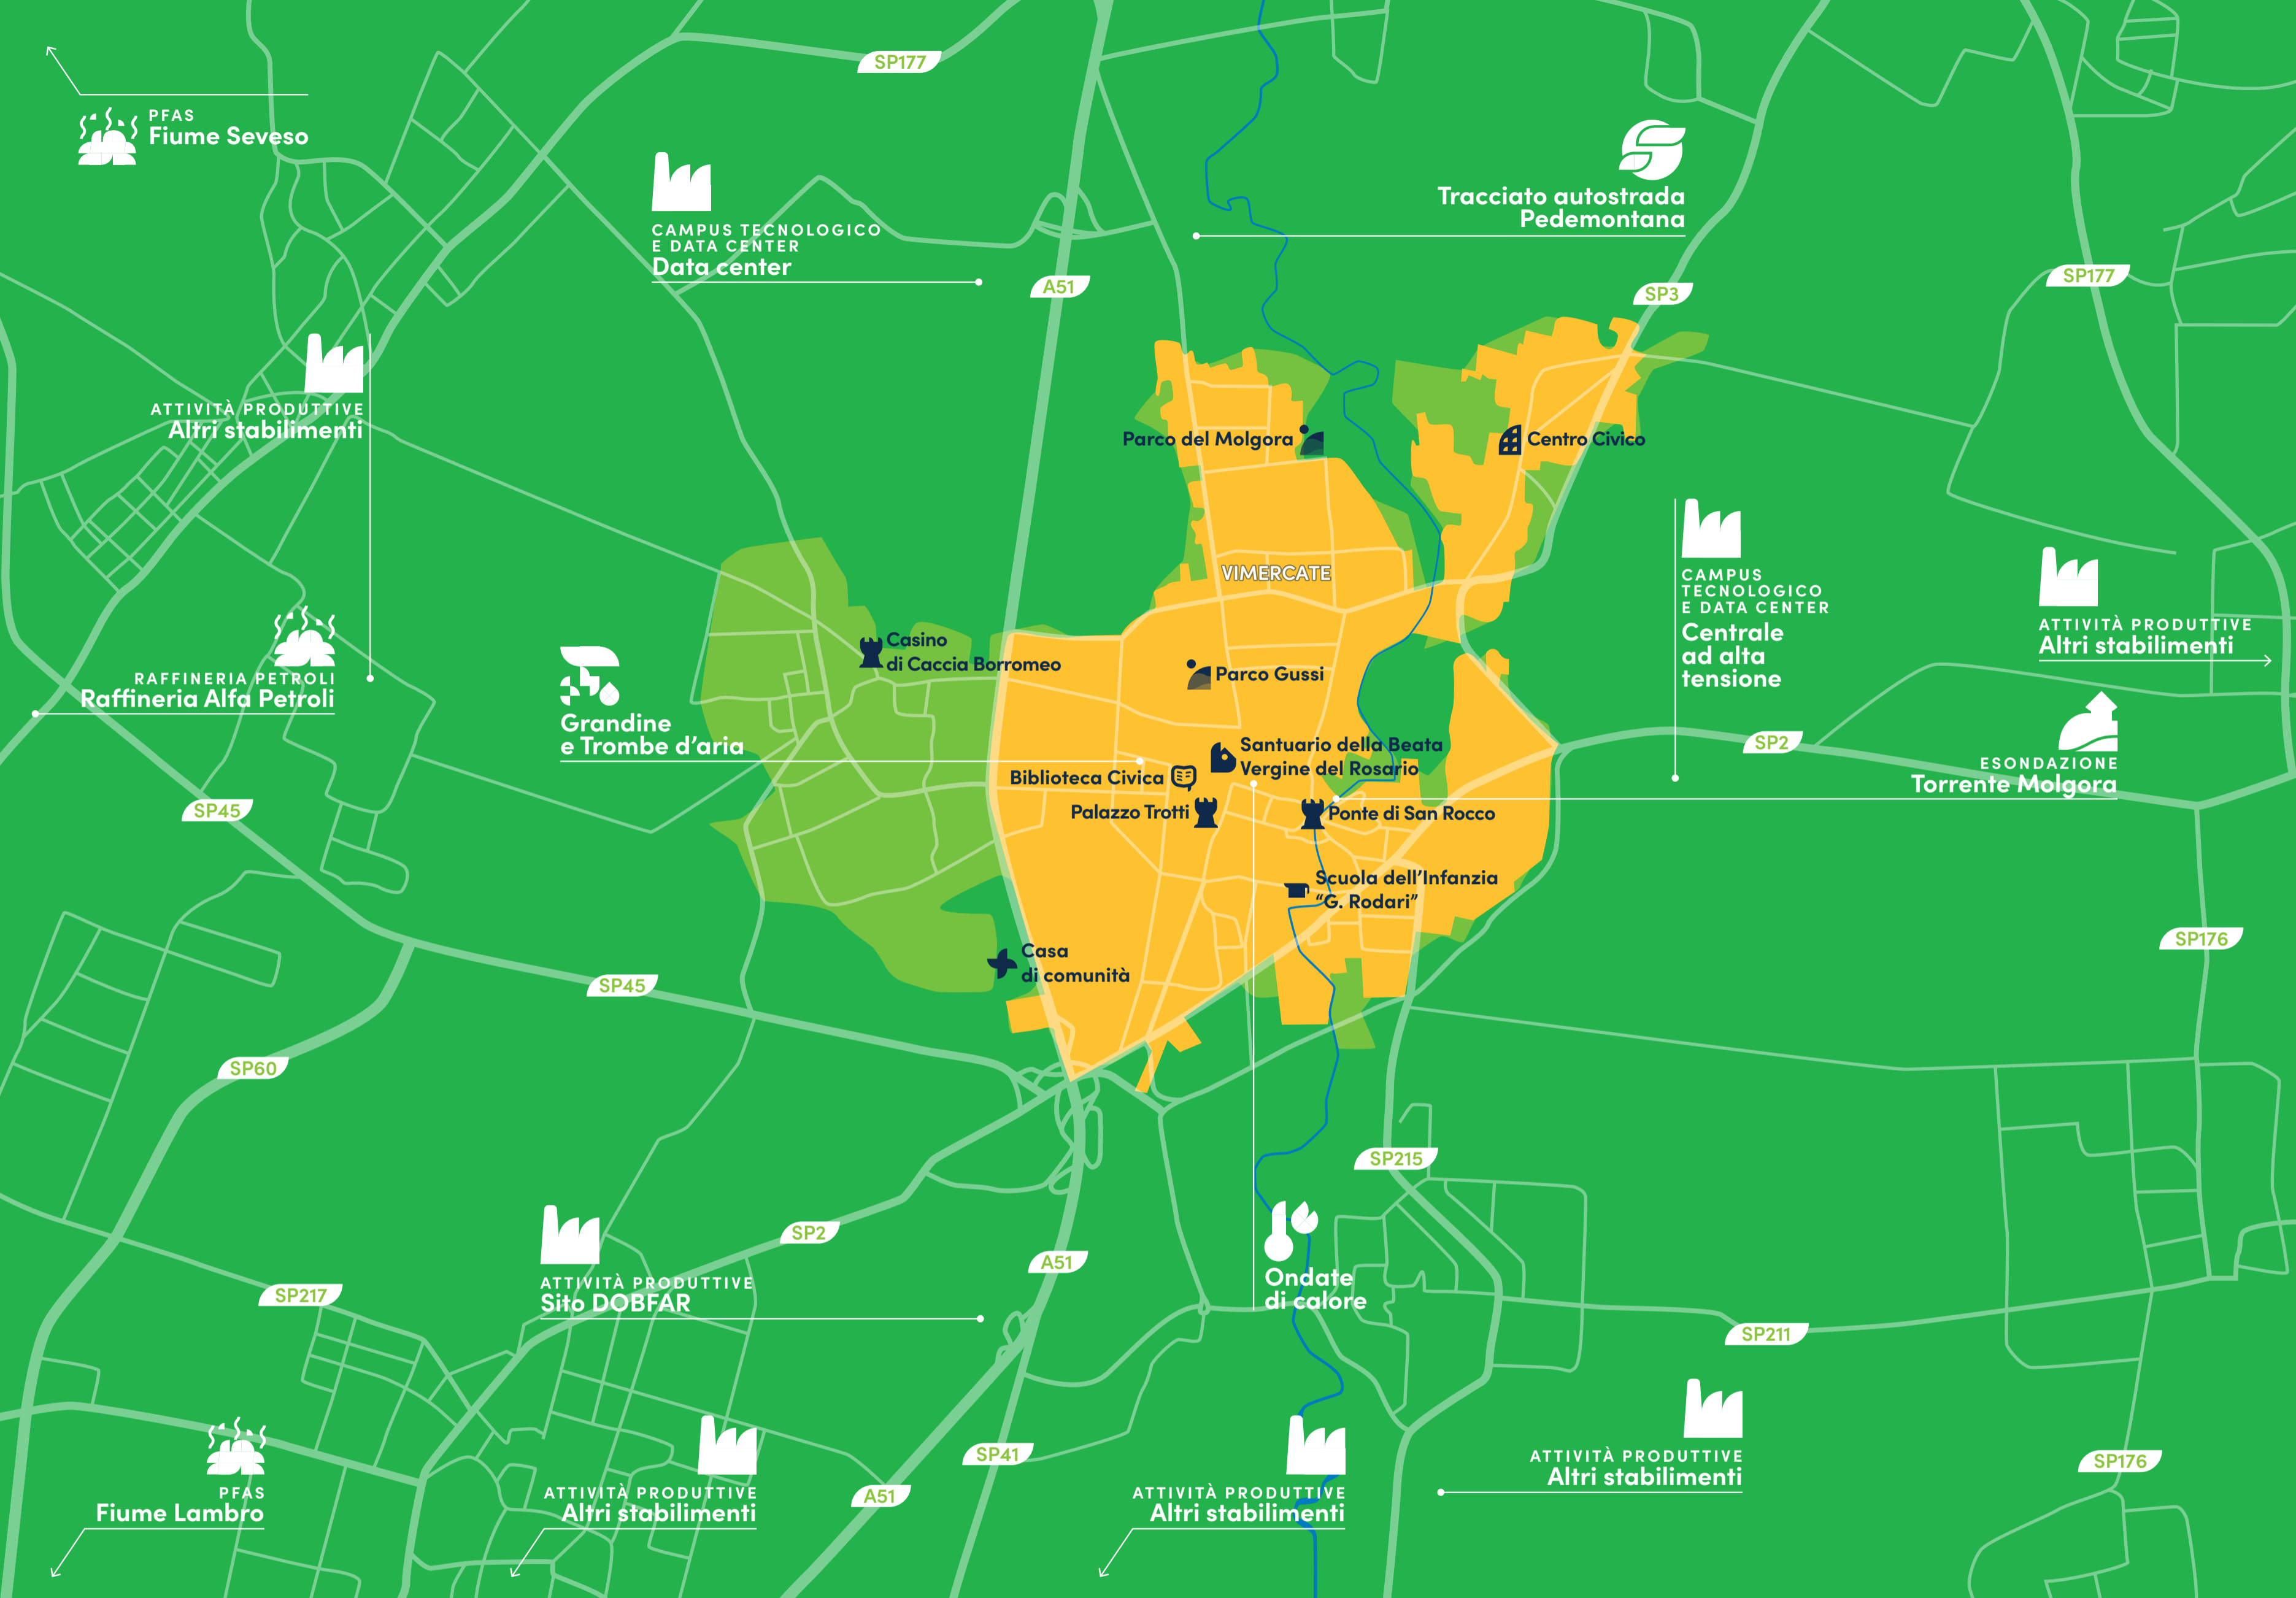 SP177
PFAS
Fiume Seveso
Tracciato autostrada
Pedemontana
CAMPUS TECNOLOGICO
E DATA CENTER
Data center
A51
SP3
SP177
ATTIVITÀ PRODUTTIVE
Altri stabilimenti
Parco del Molgora
Centro Civico
VIMERCATE
CAMPUS
TECNOLOGICO
E DATA CENTER
Centrale
ad alta
tensione
ATTIVITÀ PRODUTTIVE
Altri stabilimenti
Casino
di Caccia Borromeo
RAFFINERIA PETROLI
Raffineria Alfa Petroli
Parco Gussi
Grandine
e Trombe d'aria
Santuario della Beata
Vergine del Rosario
SP2
ESONDAZIONE
Torrente Molgora
Biblioteca Civica
Palazzo Trotti
Ponte di San Rocco
SP45
Scuola dell'Infanzia
“G. Rodari”
SP176
Casa
di comunità
SP45
SP60
SP215
SP2
A51
Ondate
di calore
SP217
ATTIVITÀ PRODUTTIVE
Sito DOBFAR
SP211
SP41
ATTIVITÀ PRODUTTIVE
Altri stabilimenti
SP176
PFAS
Fiume Lambro
ATTIVITÀ PRODUTTIVE
Altri stabilimenti
A51
ATTIVITÀ PRODUTTIVE
Altri stabilimenti